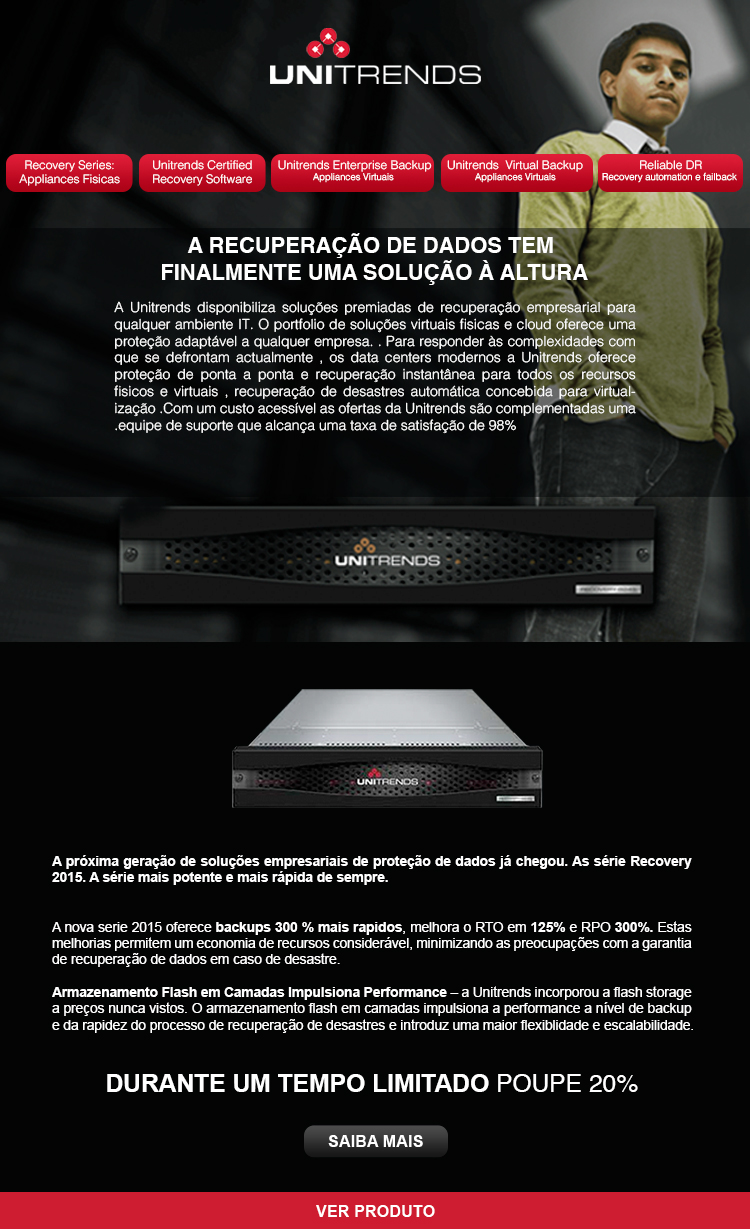 UNITRENDS
Recovery Series:
Appliances Fisicas
Unitrends Certified
Recovery Software
Unitrends Enterprise Backup
Appliances Virtuais
Unitrends Virtual Backup
Appliances Virtuais
Reliable DR
Recovery automation e failback
A RECUPERAÇÃO DE DADOS TEM
FINALMENTE UMA SOLUÇÃO À ALTURA
A Unitrends disponibiliza soluções premiadas de recuperação empresarial para
qualquer ambiente IT. O portfolio de soluções virtuais fisicas e cloud oferece uma
proteção adaptável a qualquer empresa. . Para responder às complexidades com
que se defrontam actualmente , os data centers modernos a Unitrends oferece
proteção de ponta a ponta e recuperação instantânea para todos os recursos
fisicos e virtuais , recuperação de desastres automática concebida para virtual-
ização .Com um custo acessível as ofertas da Unitrends são complementadas uma
.equipe de suporte que alcança uma taxa de satisfação de 98%
UNITRENDS
UNITRENDS
A próxima geração de soluções empresariais de proteção de dados já chegou. As série Recovery
2015. A série mais potente e mais rápida de sempre.
A nova serie 2015 oferece backups 300 % mais rapidos, melhora o RTO em 125% e RPO 300%. Estas
melhorias permitem um economia de recursos considerável, minimizando as preocupações com a garantia
de recuperação de dados em caso de desastre.
Armazenamento Flash em Camadas Impulsiona Performance – a Unitrends incorporou a flash storage
a preços nunca vistos. O armazenamento flash em camadas impulsiona a performance a nível de backup
e da rapidez do processo de recuperação de desastres e introduz uma maior flexiblidade e escalabilidade.
DURANTE UM TEMPO LIMITADO POUPE 20%
SAIBA MAIS
VER PRODUTO